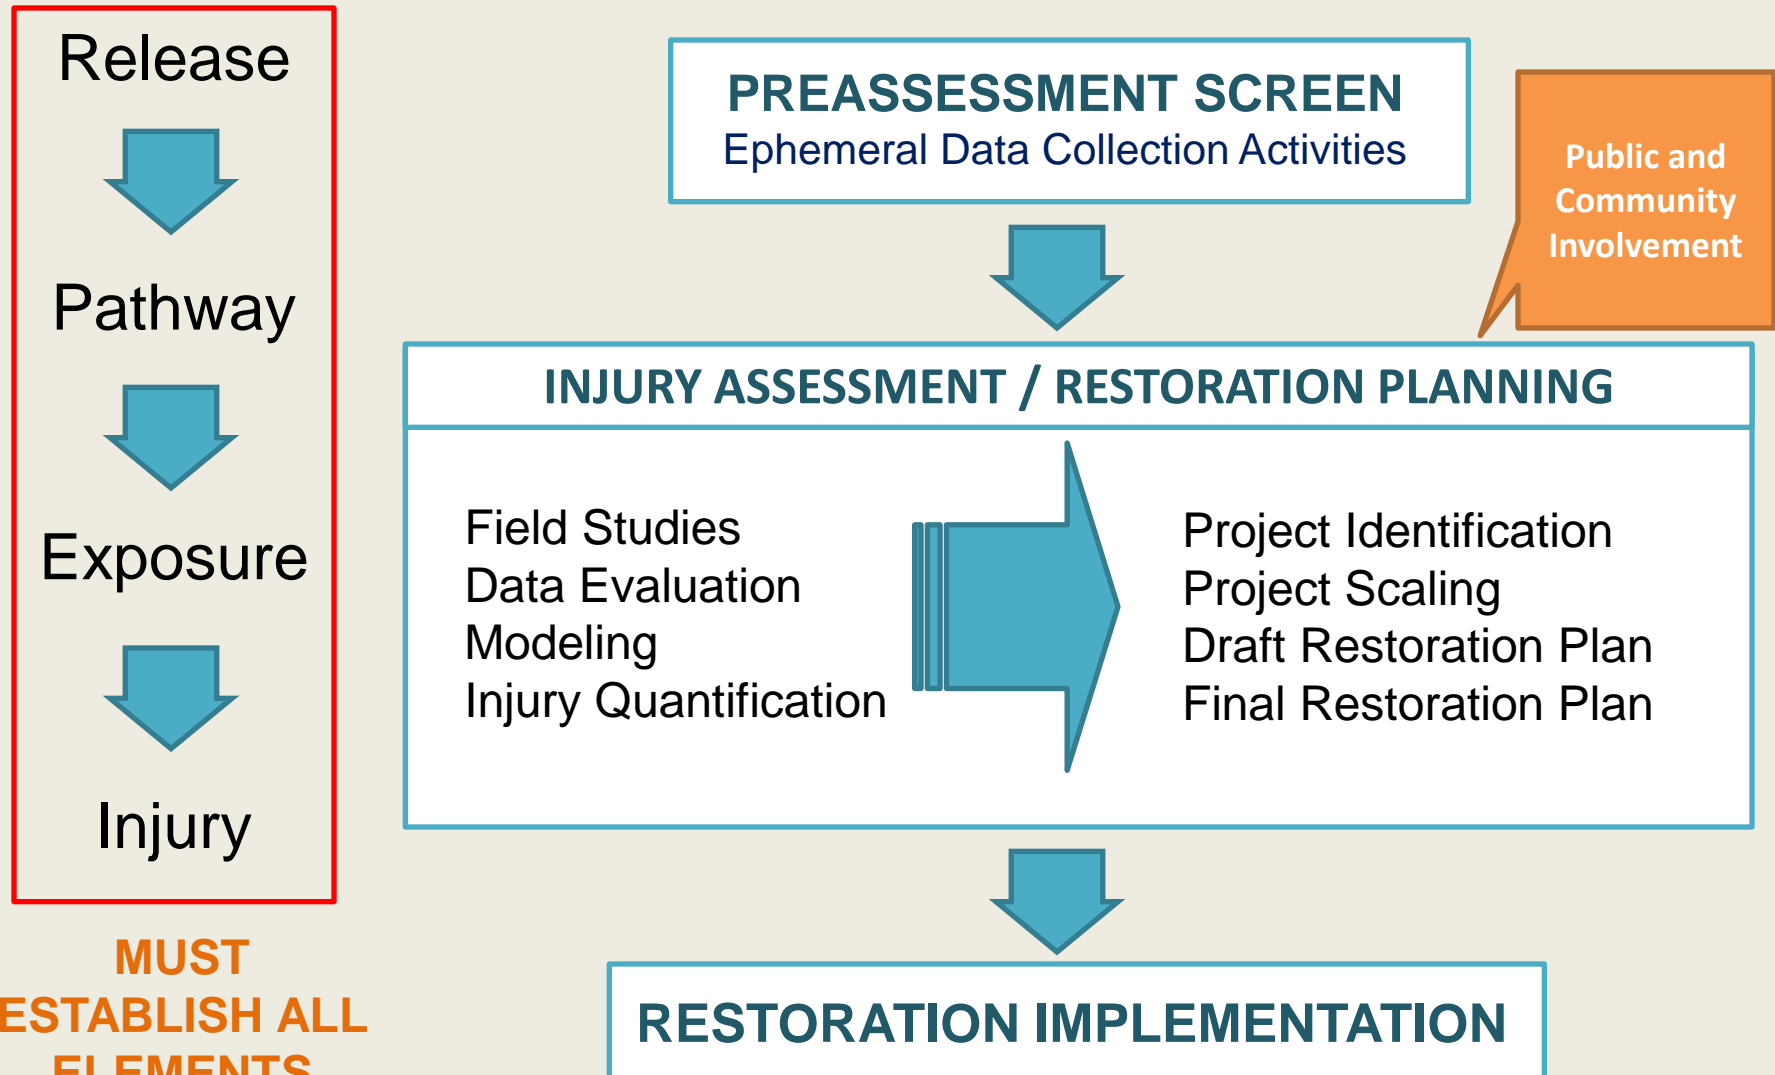 Release
Pathway
Exposure
Injury
MUST
ESTABLISH ALL
ELEMENTS
PREASSESSMENT SCREEN
Ephemeral Data Collection Activities
Public and
Community
Involvement
INJURY ASSESSMENT / RESTORATION PLANNING
Field Studies
Data Evaluation
Modeling
Injury Quantification
Project Identification
Project Scaling
Draft Restoration Plan
Final Restoration Plan
RESTORATION IMPLEMENTATION